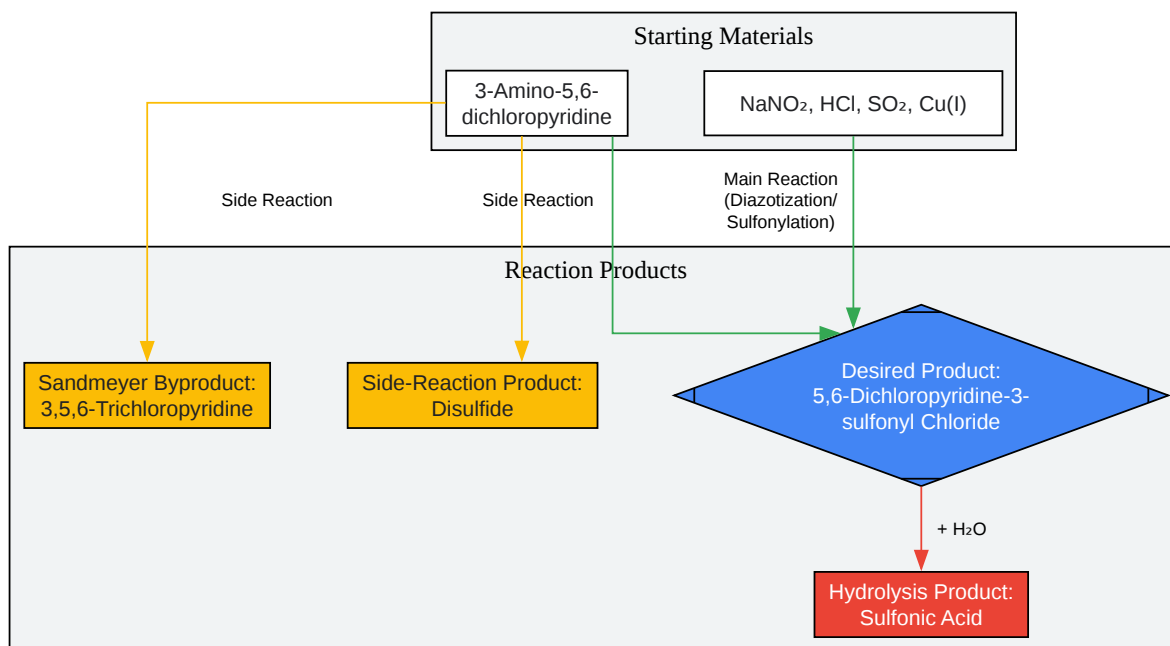 Starting Materials
3-Amino-5,6-
dichloropyridine
NaNO₂, HCl, SO₂, Cu(I)
Side Reaction
Side Reaction
Main Reaction
(Diazotization/
Sulfonylation)
Reaction Products
Sandmeyer Byproduct:
3,5,6-Trichloropyridine
Side-Reaction Product:
Disulfide
Desired Product:
5,6-Dichloropyridine-3-
sulfonyl Chloride
+ H₂O
Hydrolysis Product:
Sulfonic Acid